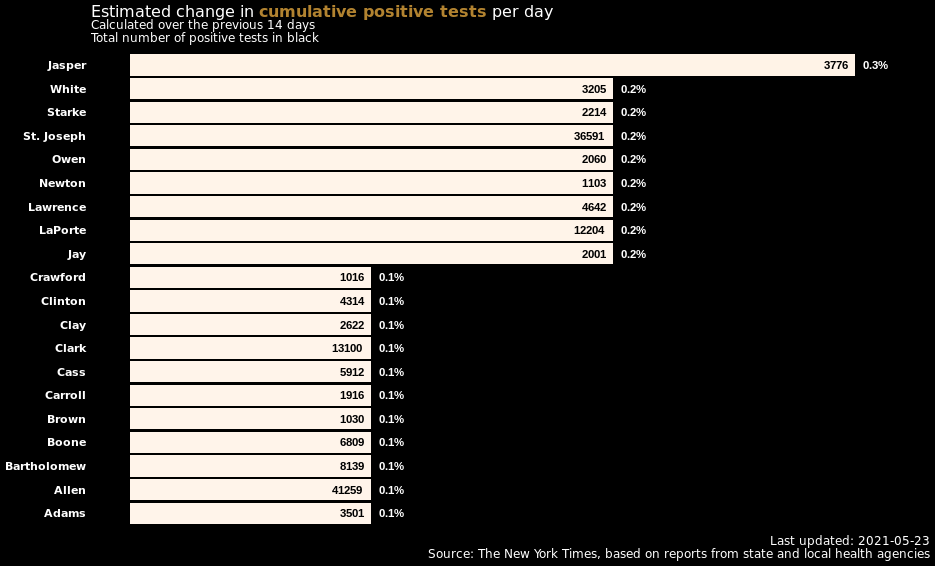 Estimated change in cumulative positive tests per day
Calculated over the previous 14 days
Total number of positive tests in black
Jasper 3776 0.3%
White 3205 0.2%
Starke 2214 0.2%
St. Joseph 36591 0.2%
Owen 2060 0.2%
Newton 1103 0.2%
Lawrence 4642 0.2%
LaPorte 12204 0.2%
Jay 2001 0.2%
Crawford 1016 0.1%
Clinton 4314 0.1%
Clay 2622 0.1%
Clark 13100 0.1%
Cass 5912 0.1%
Carroll 1916 0.1%
Brown 1030 0.1%
Boone 6809 0.1%
Bartholomew 8139 0.1%
Allen 41259 0.1%
Adams 3501 0.1%
Last updated: 2021-05-23
Source: The New York Times, based on reports from state and local health agencies